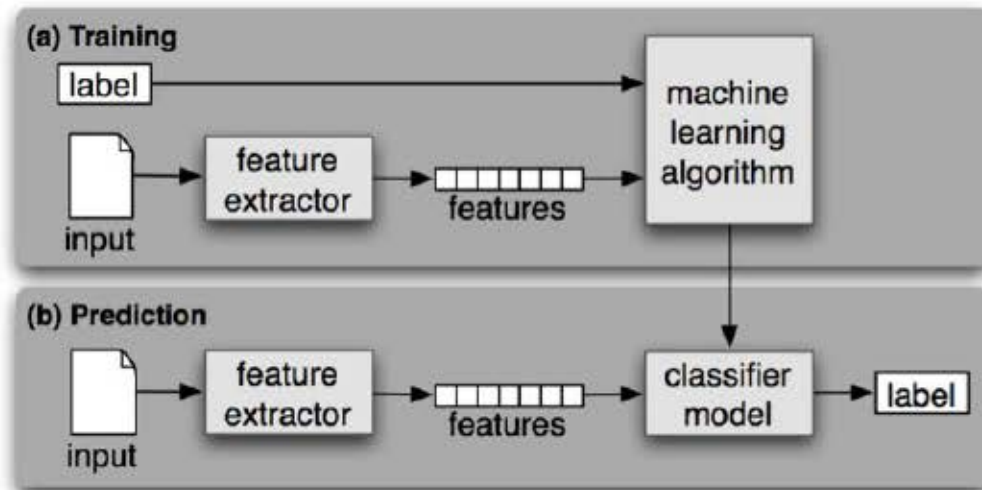 (a) Training
label
machine
learning
algorithm
feature
extractor
features
input
(b) Prediction
feature
extractor
features
classifier
model
label
input